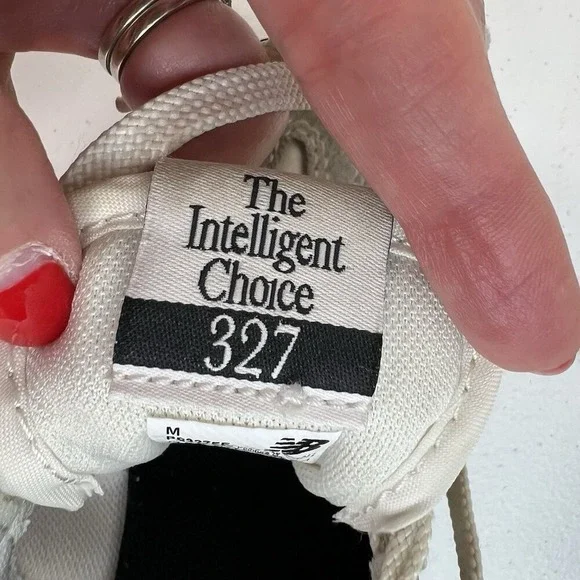 The
Intelligent
Choice
327
M